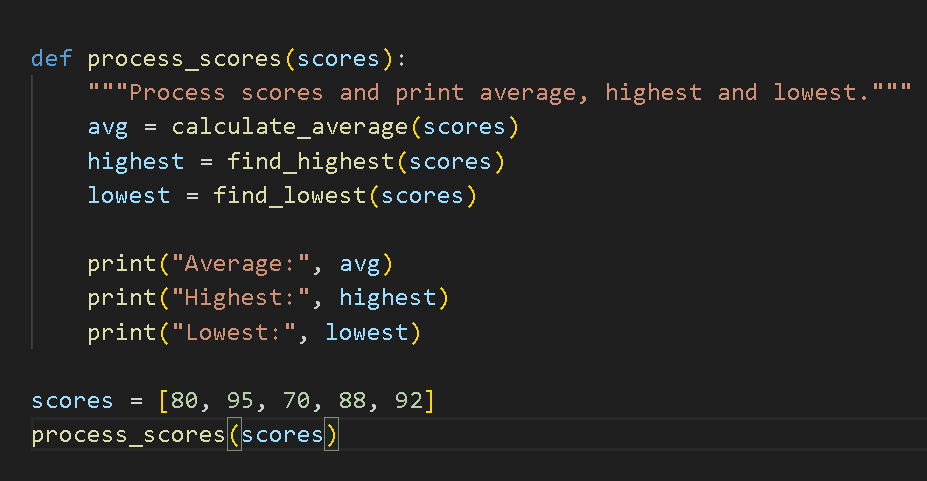 def process_scores(scores):
    """Process scores and print average, highest and lowest."""
    avg = calculate_average(scores)
    highest = find_highest(scores)
    lowest = find_lowest(scores)

    print("Average:", avg)
    print("Highest:", highest)
    print("Lowest:", lowest)

scores = [80, 95, 70, 88, 92]
process_scores(scores)